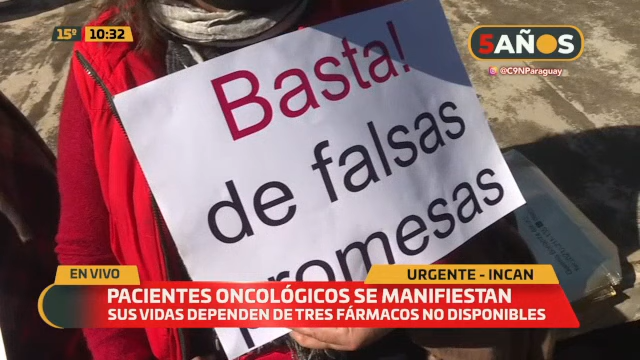 15º 10:32
5AÑOS
@C9NParaguay
Basta!
de falsas
promesas
EN VIVO
URGENTE - INCAN
PACIENTES ONCOLÓGICOS SE MANIFIESTAN
SUS VIDAS DEPENDEN DE TRES FÁRMACOS NO DISPONIBLES